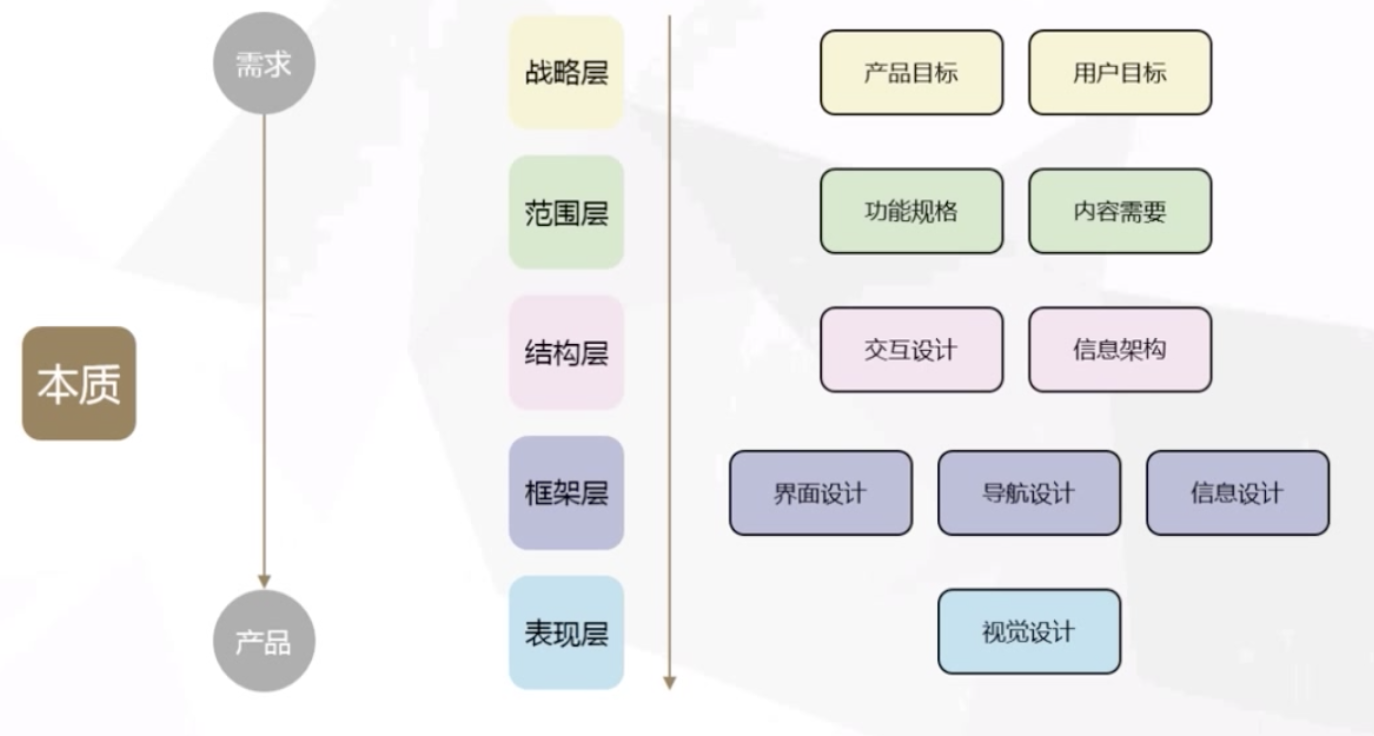 需求
战略层
产品目标
用户目标
范围层
功能规格
内容需要
本质
结构层
交互设计
信息架构
框架层
界面设计
导航设计
信息设计
产品
表现层
视觉设计